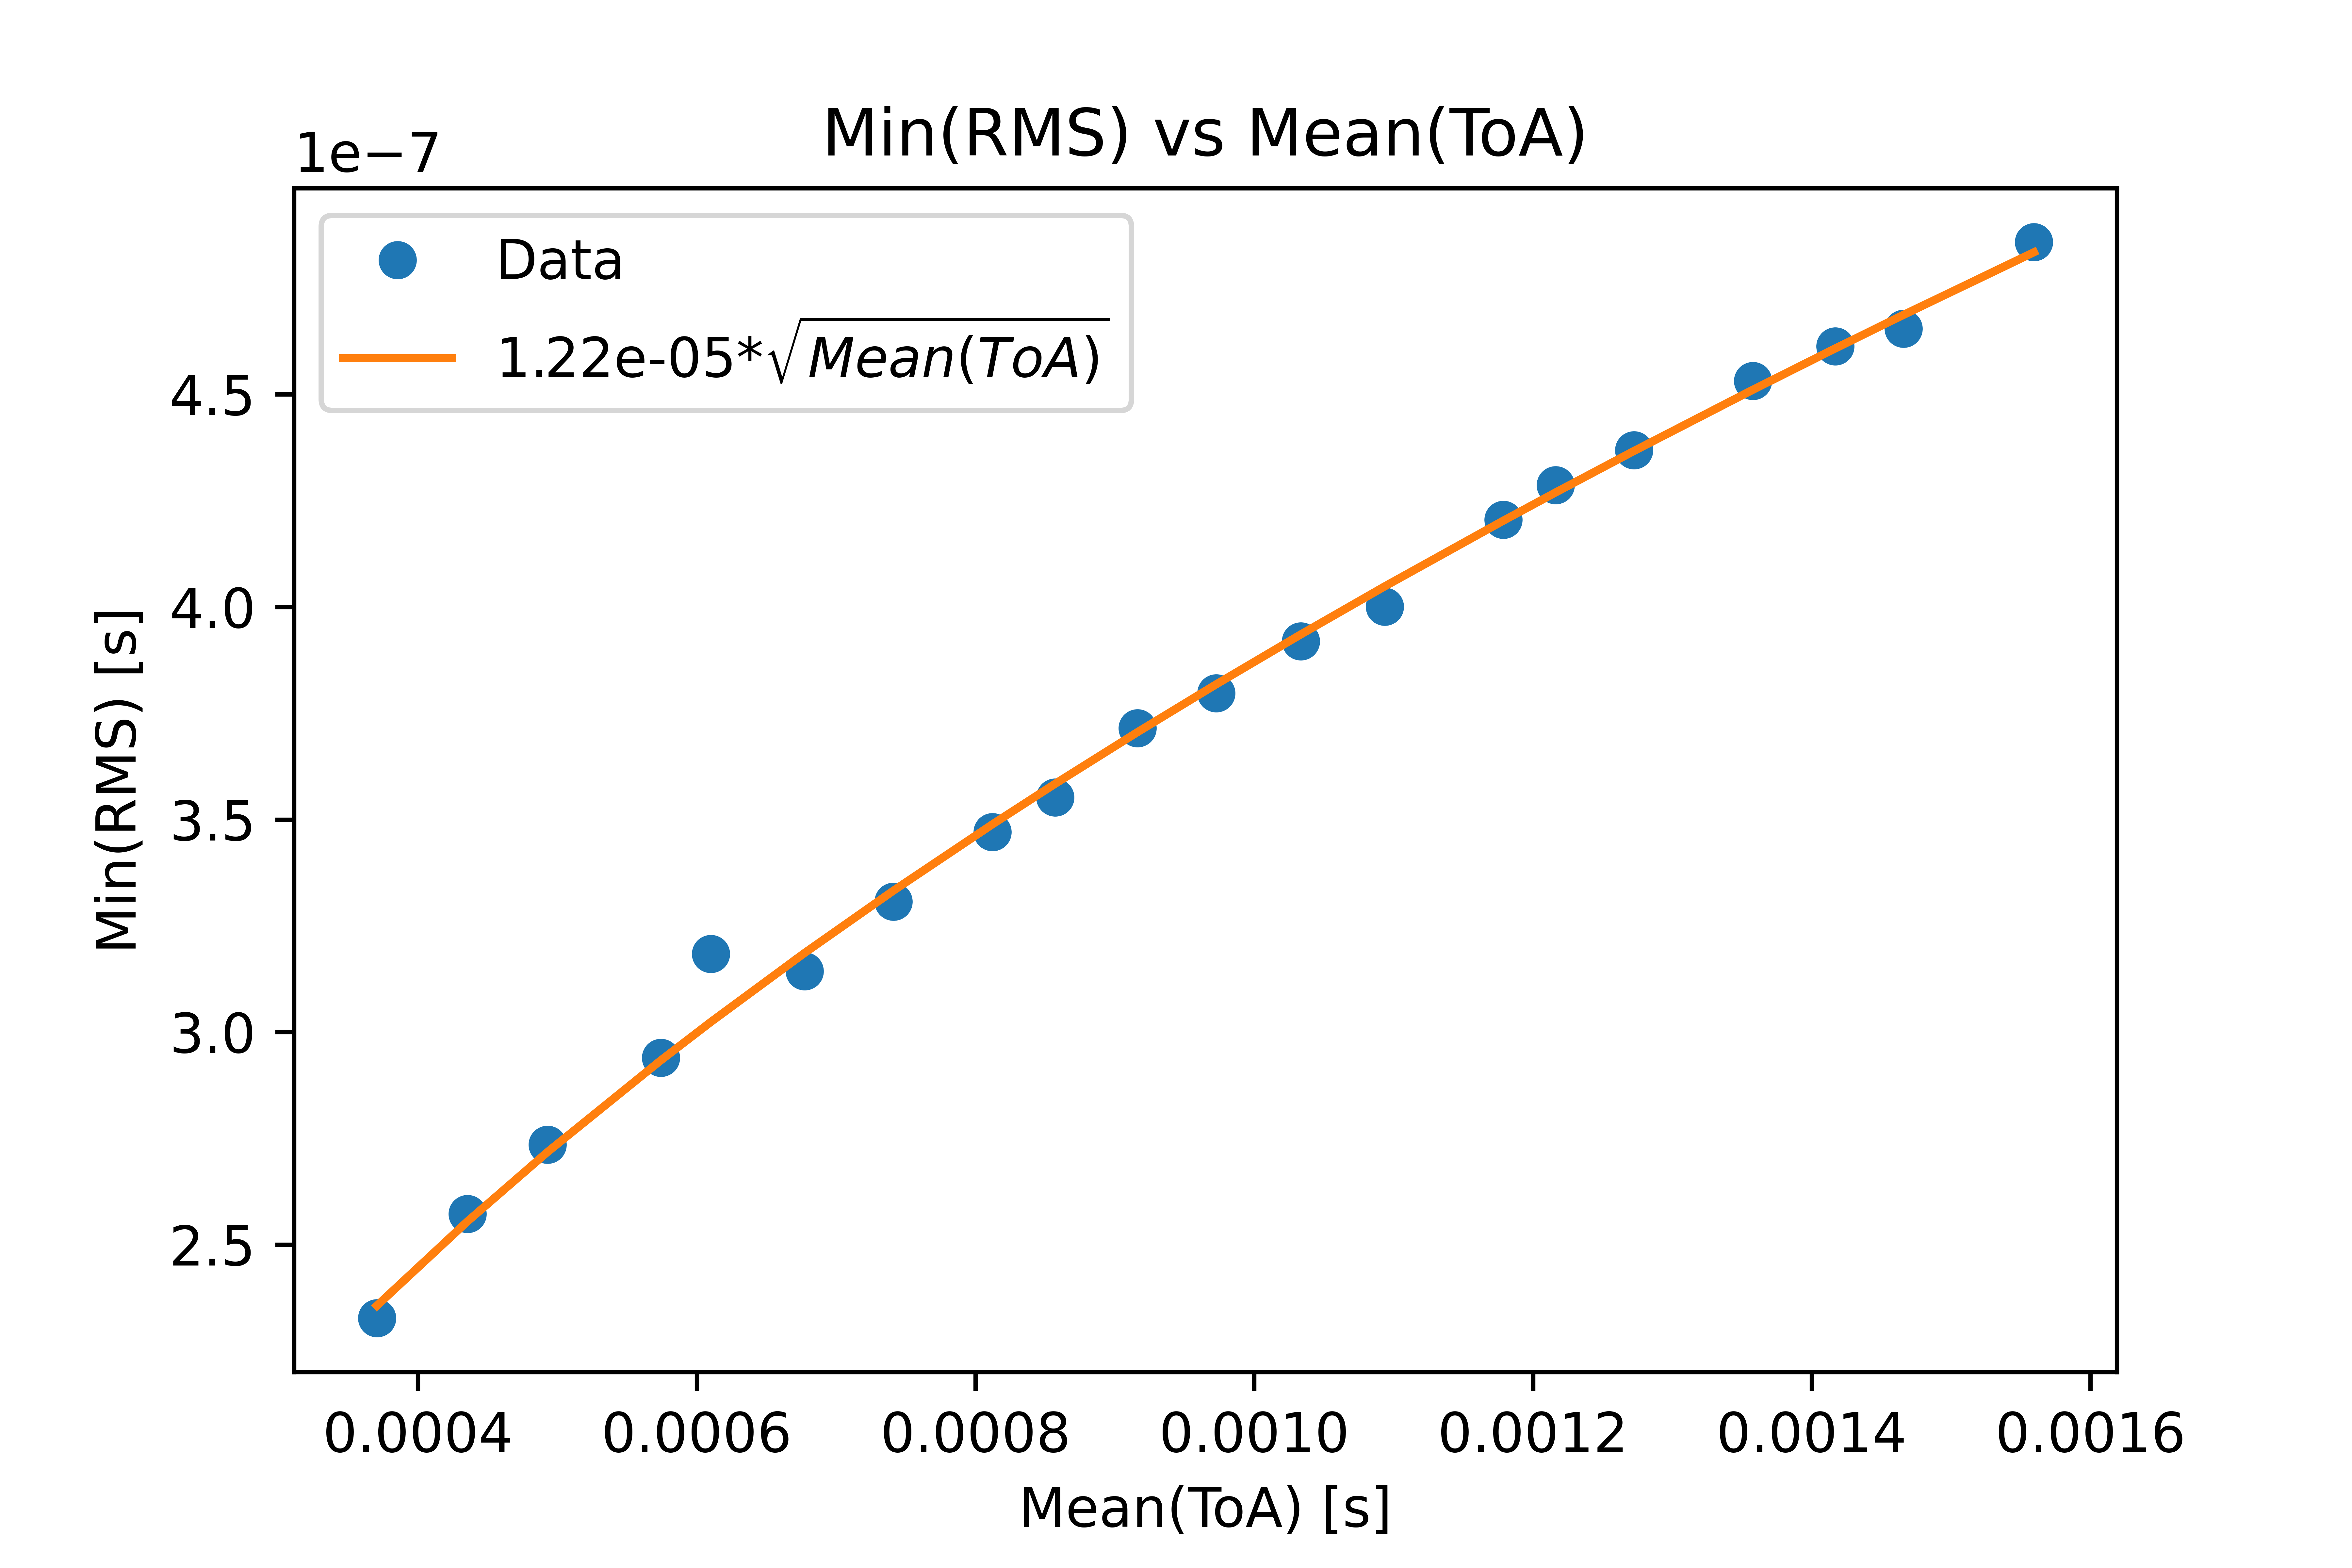 Min(RMS) vs Mean(ToA)
1e−7
Data
1.22e-05*√Mean(ToA)
4.5
4.0
3.5
3.0
2.5
Min(RMS) [s]
0.0004 0.0006 0.0008 0.0010 0.0012 0.0014 0.0016
Mean(ToA) [s]